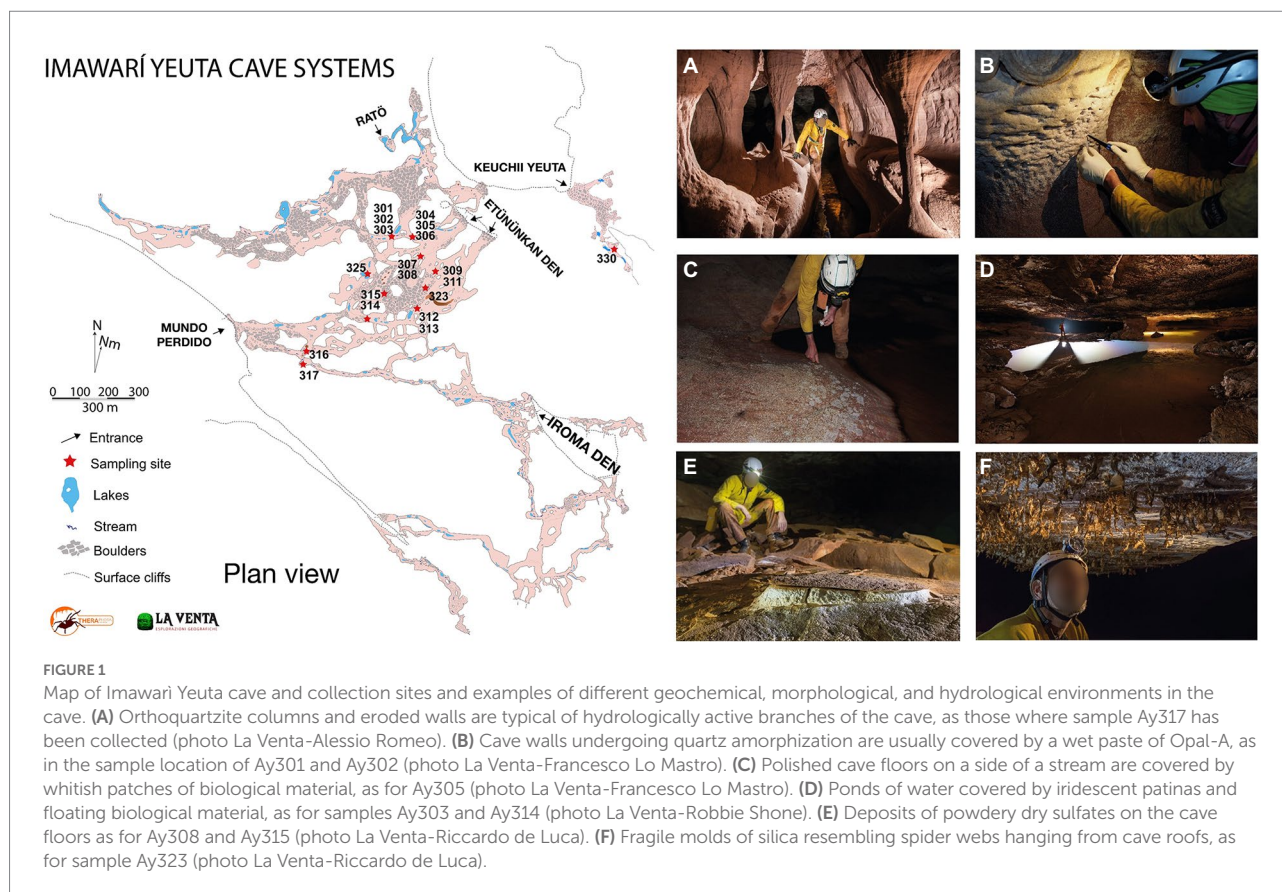 IMAWARÍ YEUTA CAVE SYSTEMS
RATÖ
KEUCHII YEUTA
ETÜNÜNKAN DEN
301
302
303
304
305
306
330
307
308
325
309
311
315
314
323
312
313
MUNDO
PERDIDO
316
317
N
Nm
0 100 200 300
300 m
IROMA DEN
Entrance
Sampling site
Lakes
Stream
Boulders
Surface cliffs
Plan view
THERA
LA VENTA
ESPLORAZIONI GEOGRAFICHE
A
B
C
D
E
F
FIGURE 1
Map of Imawarì Yeuta cave and collection sites and examples of different geochemical, morphological, and hydrological environments in the
cave. (A) Orthoquartzite columns and eroded walls are typical of hydrologically active branches of the cave, as those where sample Ay317 has
been collected (photo La Venta-Alessio Romeo). (B) Cave walls undergoing quartz amorphization are usually covered by a wet paste of Opal-A, as
in the sample location of Ay301 and Ay302 (photo La Venta-Francesco Lo Mastro). (C) Polished cave floors on a side of a stream are covered by
whitish patches of biological material, as for Ay305 (photo La Venta-Francesco Lo Mastro). (D) Ponds of water covered by iridescent patinas and
floating biological material, as for samples Ay303 and Ay314 (photo La Venta-Robbie Shone). (E) Deposits of powdery dry sulfates on the cave
floors as for Ay308 and Ay315 (photo La Venta-Riccardo de Luca). (F) Fragile molds of silica resembling spider webs hanging from cave roofs, as
for sample Ay323 (photo La Venta-Riccardo de Luca).